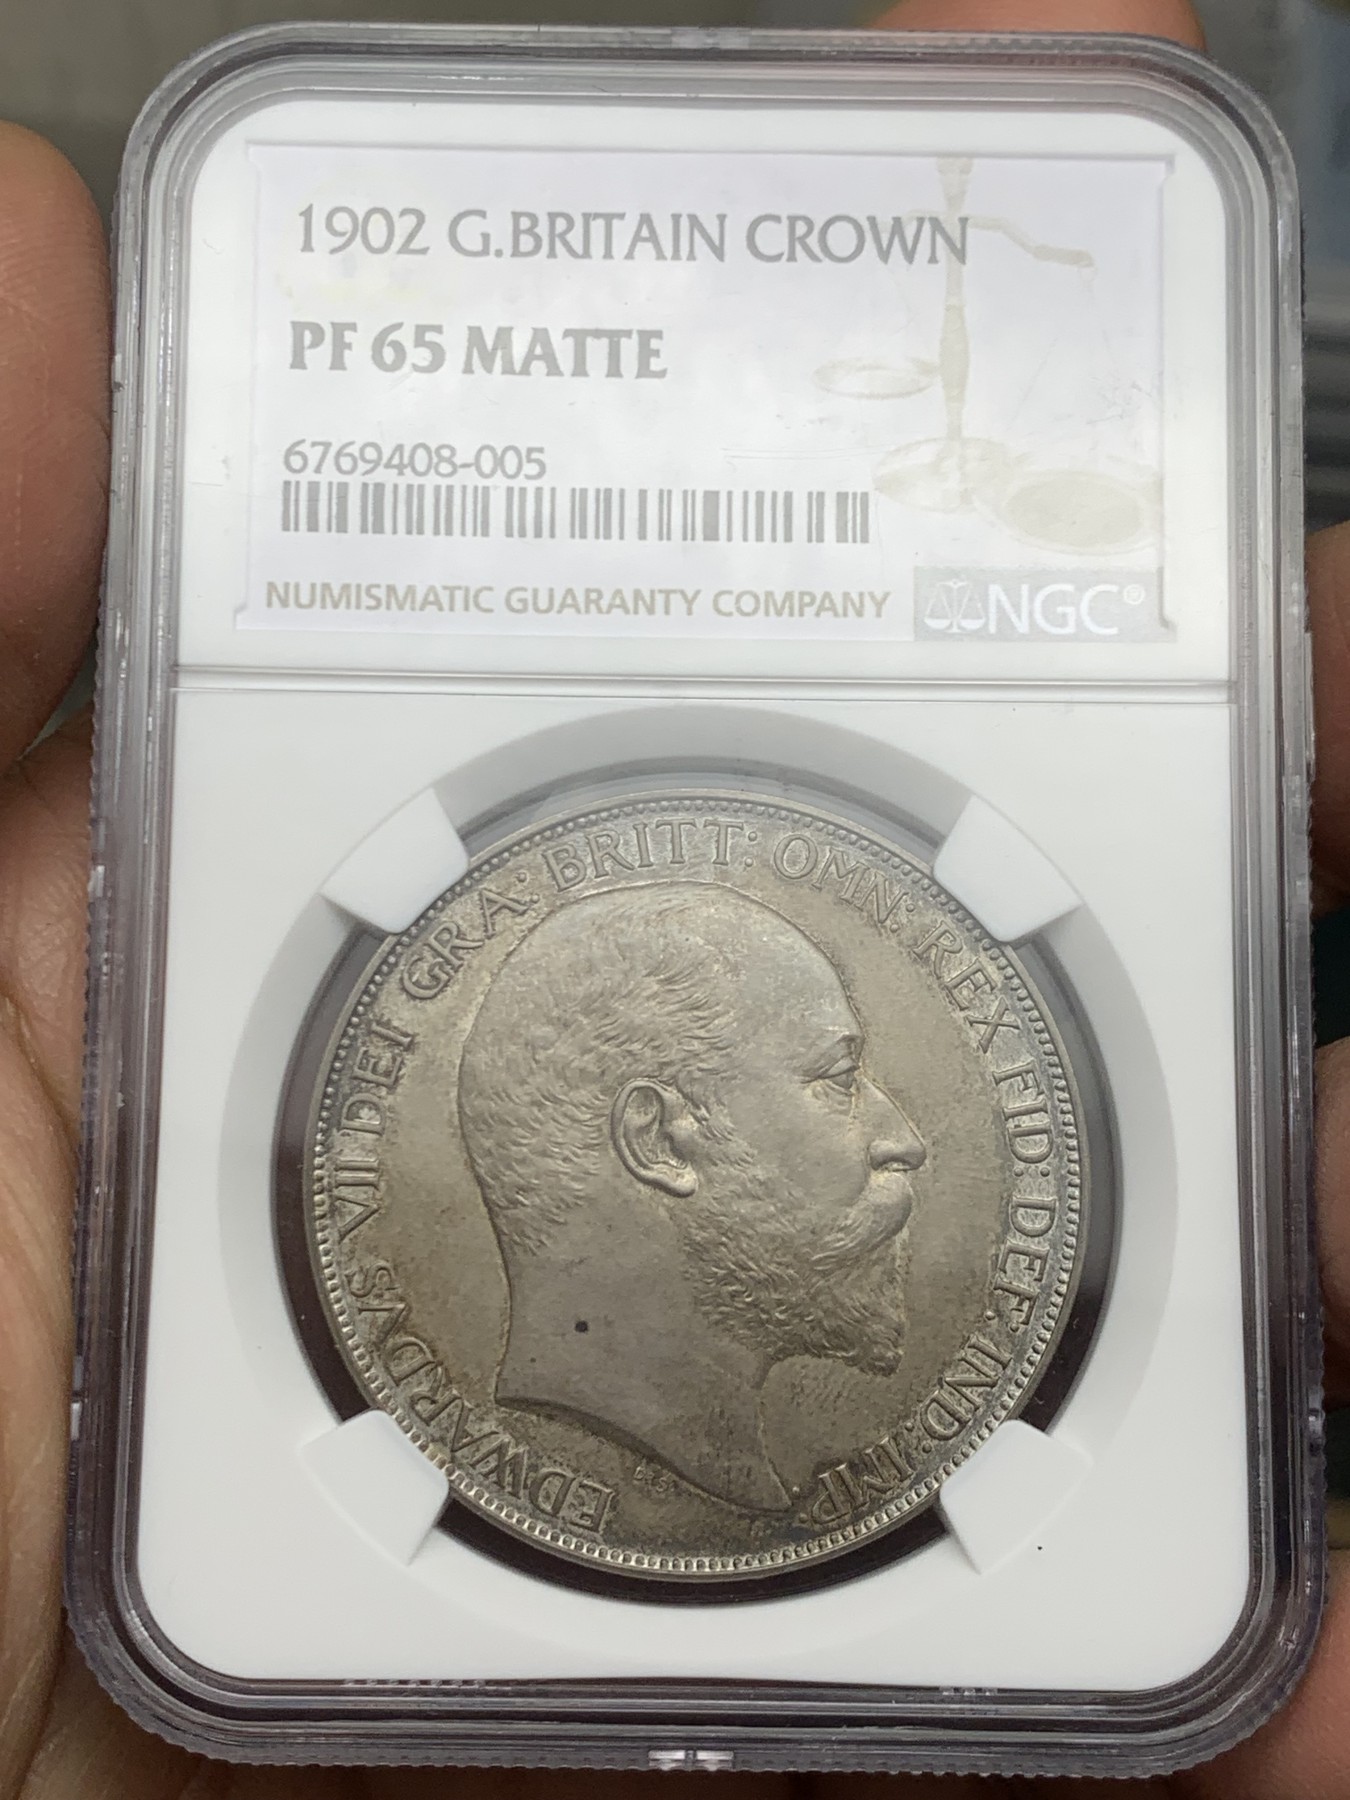 1902 G.BRITAIN CROWN
PF 65 MATTE
6769408-005
NUMISMATIC GUARANTY COMPANY
NGC®
EDWARDVS VII DEI GRA: BRITT: OMN: REX FID: DEF: IND: IMP:
DES